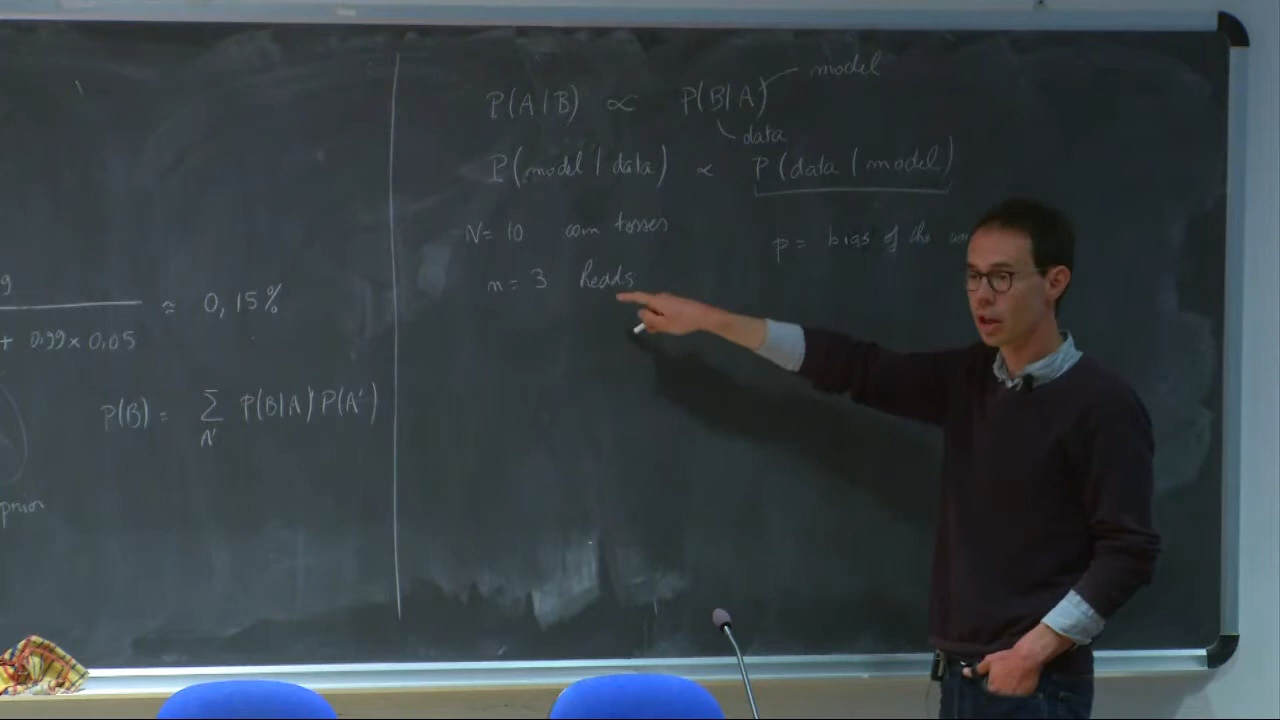 9
+ 0,99 x 0,05
≈ 0,15%
P(B) = Σ P(B|A') P(A')
A'
prior
P(A|B) ∝ P(B|A)
model
data
P(model | data) ∝ P(data | model)
N = 10 coin tosses
n = 3 heads
p = bias of the